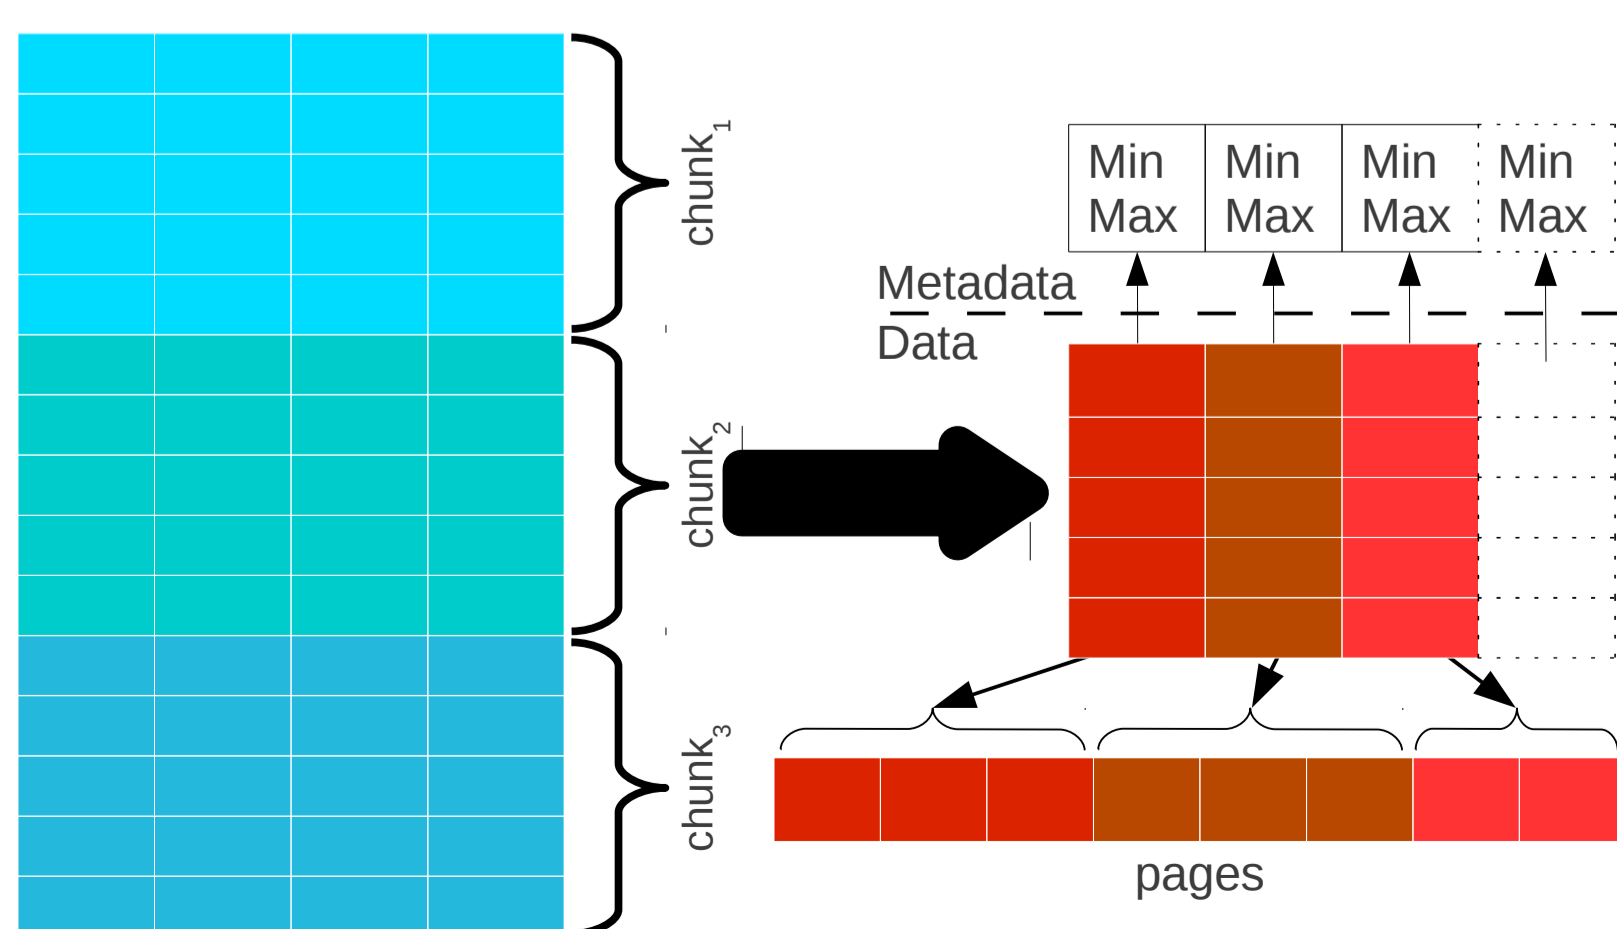 chunk1
chunk2
chunk3
Min Min Min Min
Max Max Max Max
Metadata
Data
pages